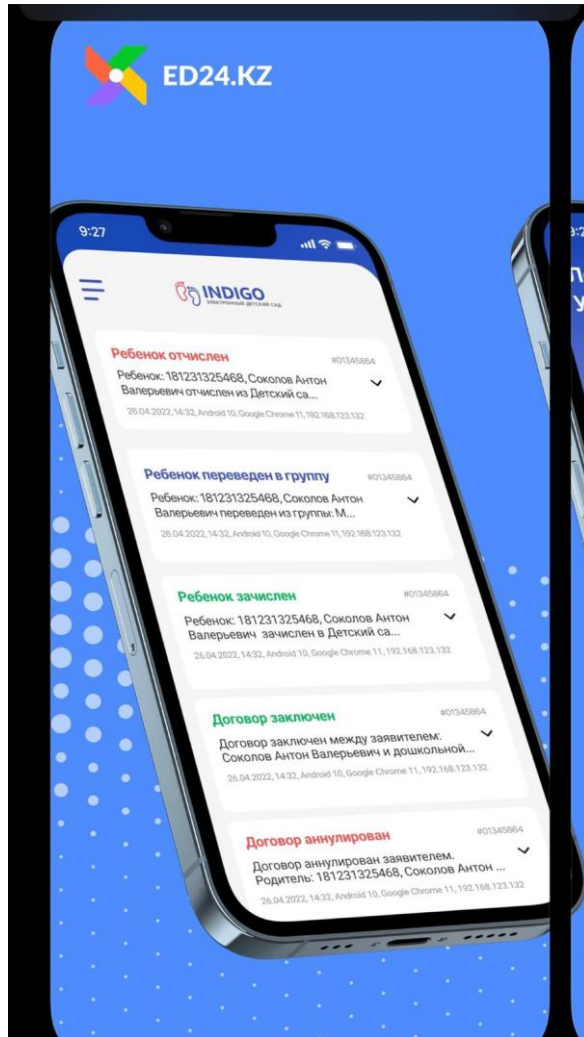 ED24.KZ
9:27
INDIGO
ЭЛЕКТРОННЫЙ ДЕТСКИЙ САД
Ребенок отчислен #01345864
Ребенок: 181231325468, Соколов Антон
Валерьевич отчислен из Детский са...
26.04.2022, 14:32, Android 10, Google Chrome 11, 192.168.123.132
Ребенок переведен в группу #01345864
Ребенок: 181231325468, Соколов Антон
Валерьевич переведен из группы: М...
26.04.2022, 14:32, Android 10, Google Chrome 11, 192.168.123.132
Ребенок зачислен #01345864
Ребенок: 181231325468, Соколов Антон
Валерьевич зачислен в Детский са...
26.04.2022, 14:32, Android 10, Google Chrome 11, 192.168.123.132
Договор заключен #01345864
Договор заключен между заявителем:
Соколов Антон Валерьевич и дошкольной...
26.04.2022, 14:32, Android 10, Google Chrome 11, 192.168.123.132
Договор аннулирован #01345864
Договор аннулирован заявителем.
Родитель: 181231325468, Соколов Антон ...
26.04.2022, 14:32, Android 10, Google Chrome 11, 192.168.123.132